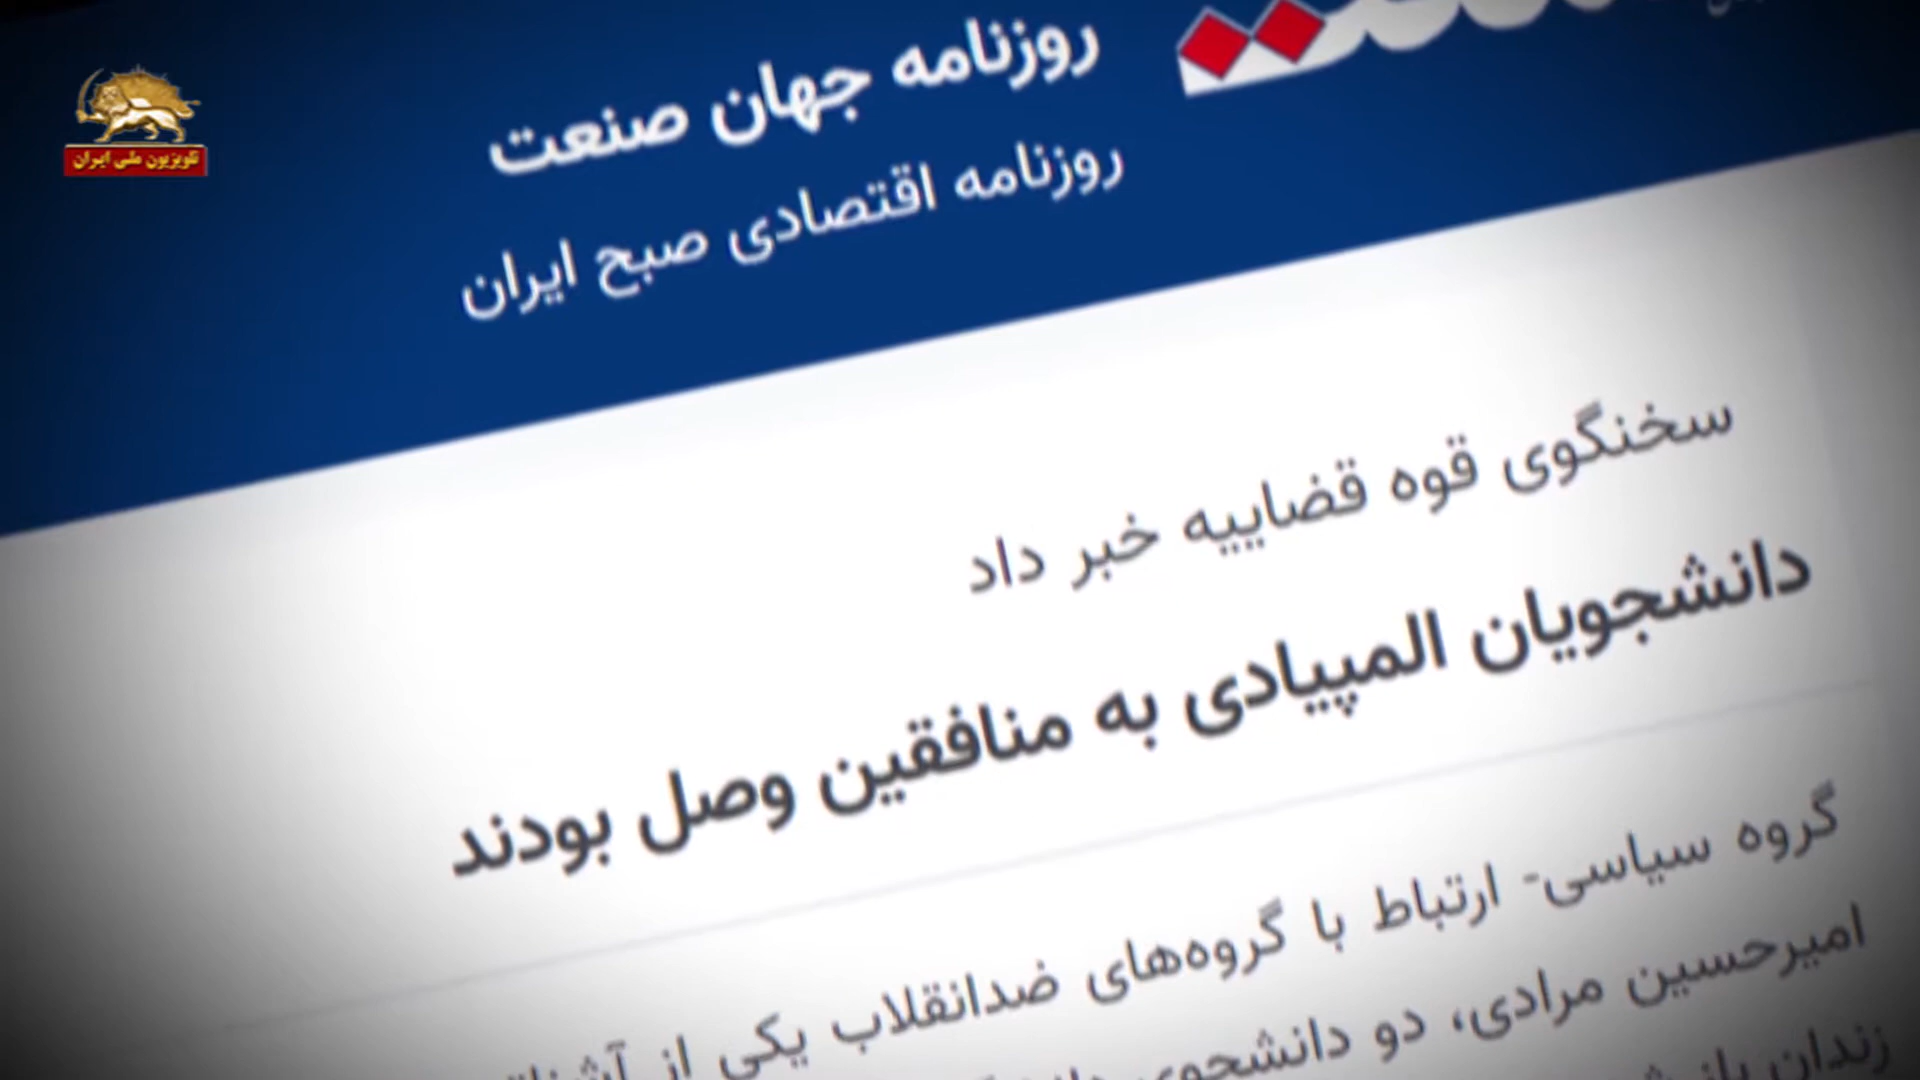 تلویزیون ملی ایران
روزنامه جهان صنعت
روزنامه اقتصادی صبح ایران
سخنگوی قوه قضاییه خبر داد
دانشجویان المپیادی به منافقین وصل بودند
گروه سیاسی- ارتباط با گروه‌های ضدانقلاب یکی از
امیرحسین مرادی، دو دانشجوی
زندان